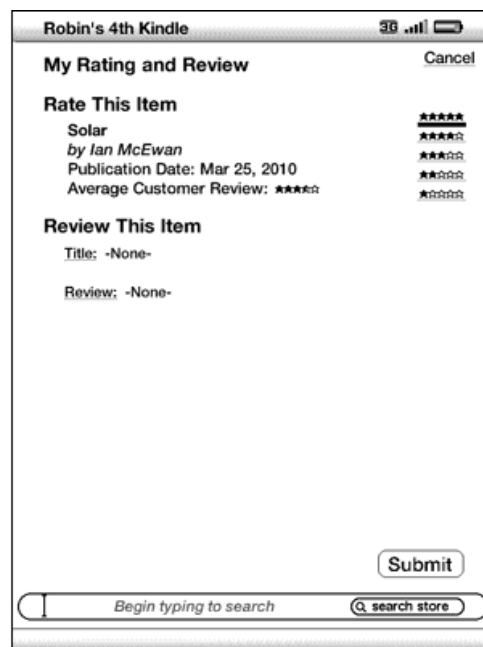 Robin's 4th Kindle 3G
My Rating and Review Cancel
Rate This Item
Solar
by Ian McEwan
Publication Date: Mar 25, 2010
Average Customer Review:
Review This Item
Title: -None-
Review: -None-
Submit
Begin typing to search search store